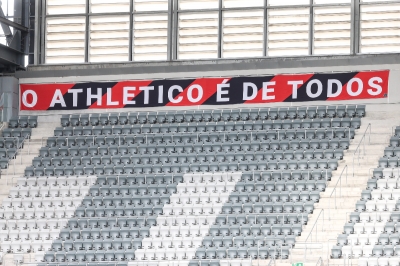 O ATHLETICO É DE TODOS